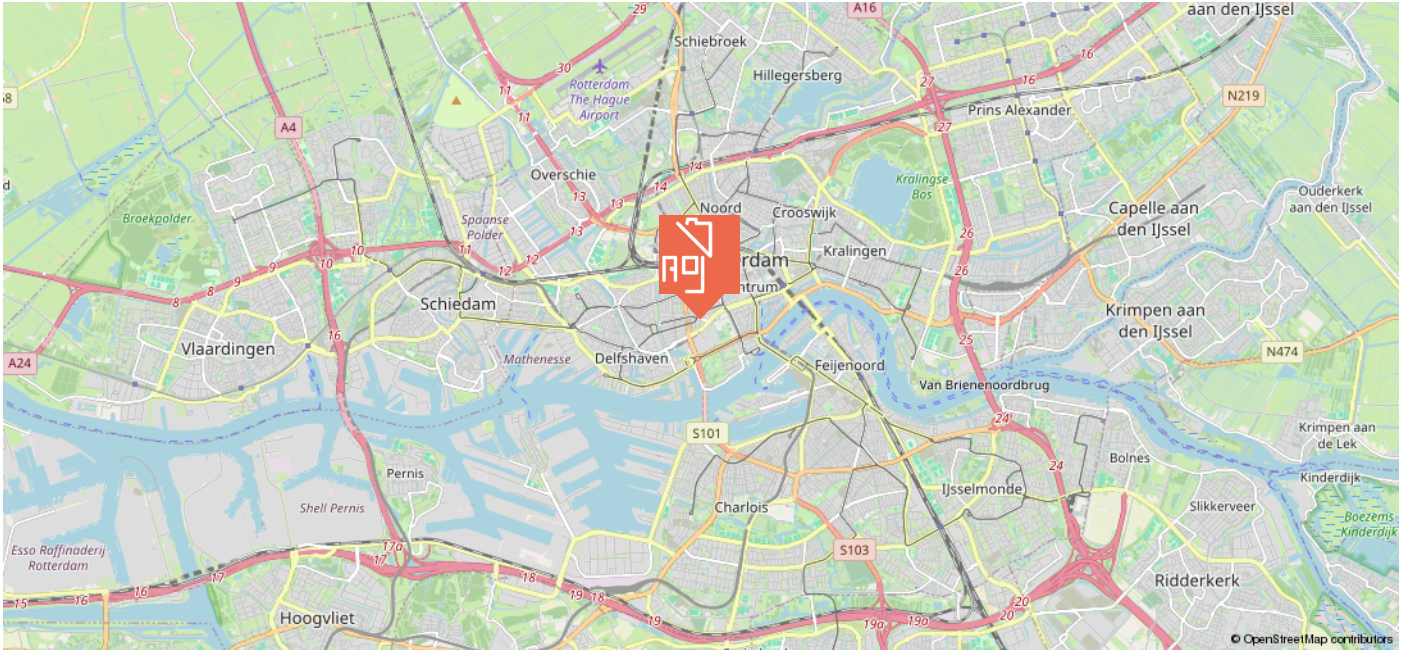 29
A16
aan den IJssel
Schiebroek
16
30
Hillegersberg
27
16
Rotterdam
The Hague
Airport
11
N219
Prins Alexander
11
A4
27
14
Overschie
Kralingse
Bos
14
13
13
Ouderkerk
aan den IJssel
Broekpolder
Spaanse
Polder
Noord
Crooswijk
Capelle aan
den IJssel
13
26
10
11
Kralingen
10
12
12
erdam
26
9
9
8
8
ntrum
Schiedam
Krimpen aan
den IJssel
16
25
Vlaardingen
N474
A24
Mathenesse
Delfshaven
Feijenoord
Van Brienenoordbrug
24
S101
Krimpen aan
de Lek
24
Bolnes
Pernis
Kinderdijk
IJsselmonde
Shell Pernis
Charlois
Slikkerveer
Boezems
Kinderdijk
Esso Raffinaderij
Rotterdam
17a
17
S103
17
18
Ridderkerk
16
16
15
19
18
20
Hoogvliet
19
19a
19a
20
© OpenStreetMap contributors